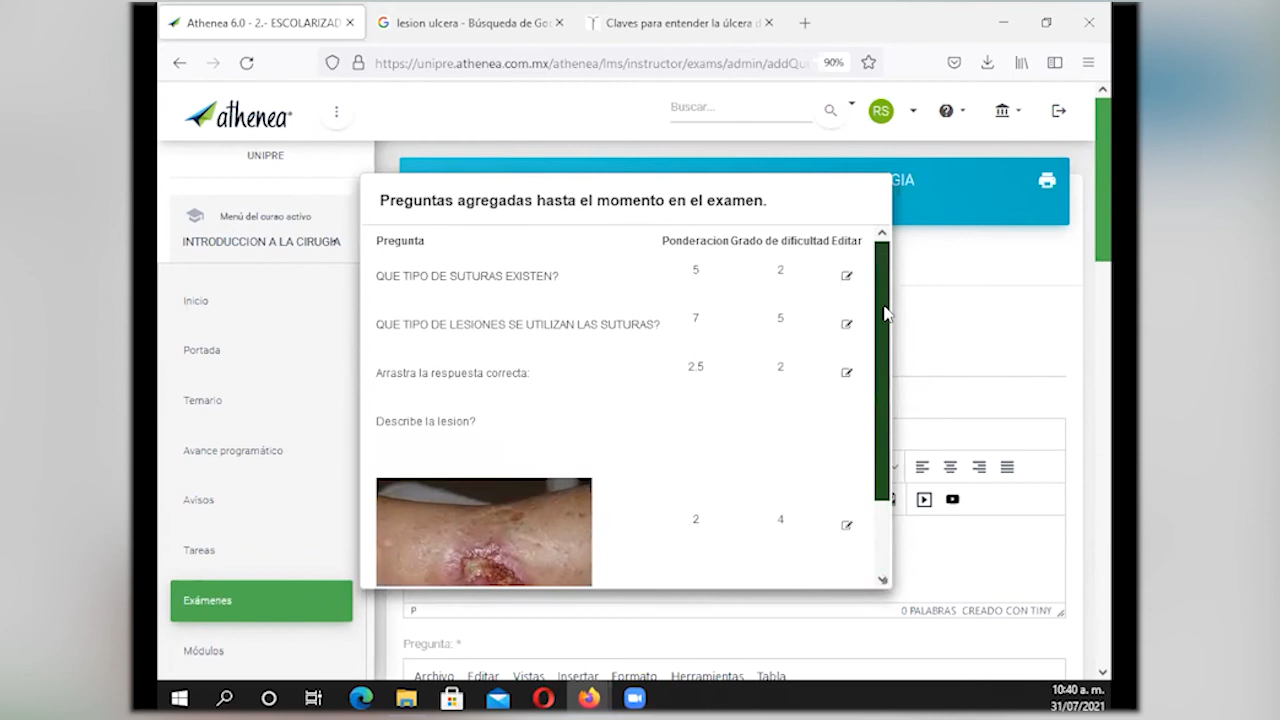 Athenea 6.0 - 2.- ESCOLARIZAD
lesion ulcera - Búsqueda de Goo
Claves para entender la úlcera d
https://unipre.athenea.com.mx/athenea/lms/instructor/exams/admin/addQu
90%
athenea
Buscar...
RS
UNIPRE
GIA
Menú del curso activo
INTRODUCCION A LA CIRUGIA
Preguntas agregadas hasta el momento en el examen.
Pregunta Ponderacion Grado de dificultad Editar
QUE TIPO DE SUTURAS EXISTEN? 5 2
QUE TIPO DE LESIONES SE UTILIZAN LAS SUTURAS? 7 5
Arrastra la respuesta correcta: 2.5 2
Describe la lesion?
2 4
Inicio
Portada
Temario
Avance programático
Avisos
Tareas
Exámenes
Módulos
P 0 PALABRAS CREADO CON TINY
Pregunta: *
Archivo Editar Vistas Insertar Formato Herramientas Tabla
10:40 a. m.
31/07/2021